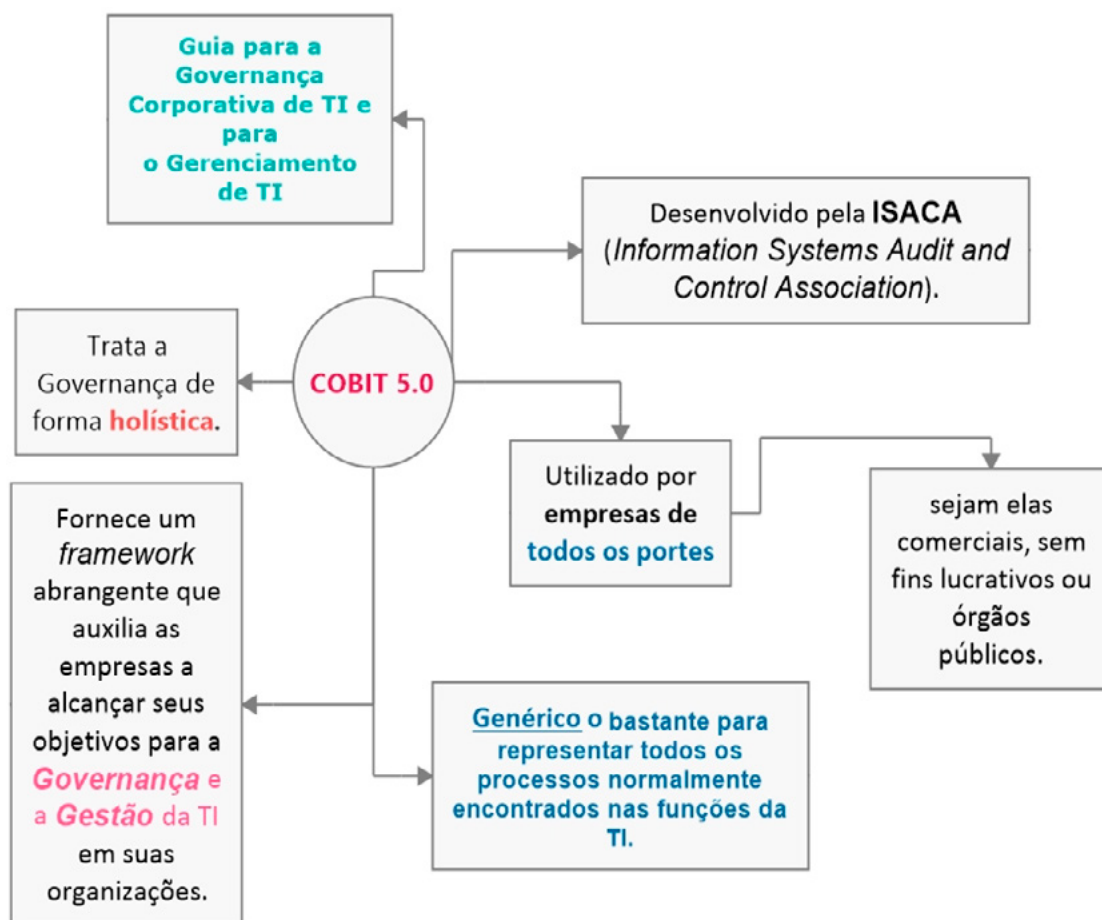 Guia para a
Governança
Corporativa de TI e
para
o Gerenciamento
de TI
Desenvolvido pela ISACA
(Information Systems Audit and
Control Association).
Trata a
Governança de
forma holística.
COBIT 5.0
Utilizado por
empresas de
todos os portes
sejam elas
comerciais, sem
fins lucrativos ou
órgãos
públicos.
Fornece um
framework
abrangente que
auxilia as
empresas a
alcançar seus
objetivos para a
Governança e
a Gestão da TI
em suas
organizações.
Genérico o bastante para
representar todos os
processos normalmente
encontrados nas funções da
TI.